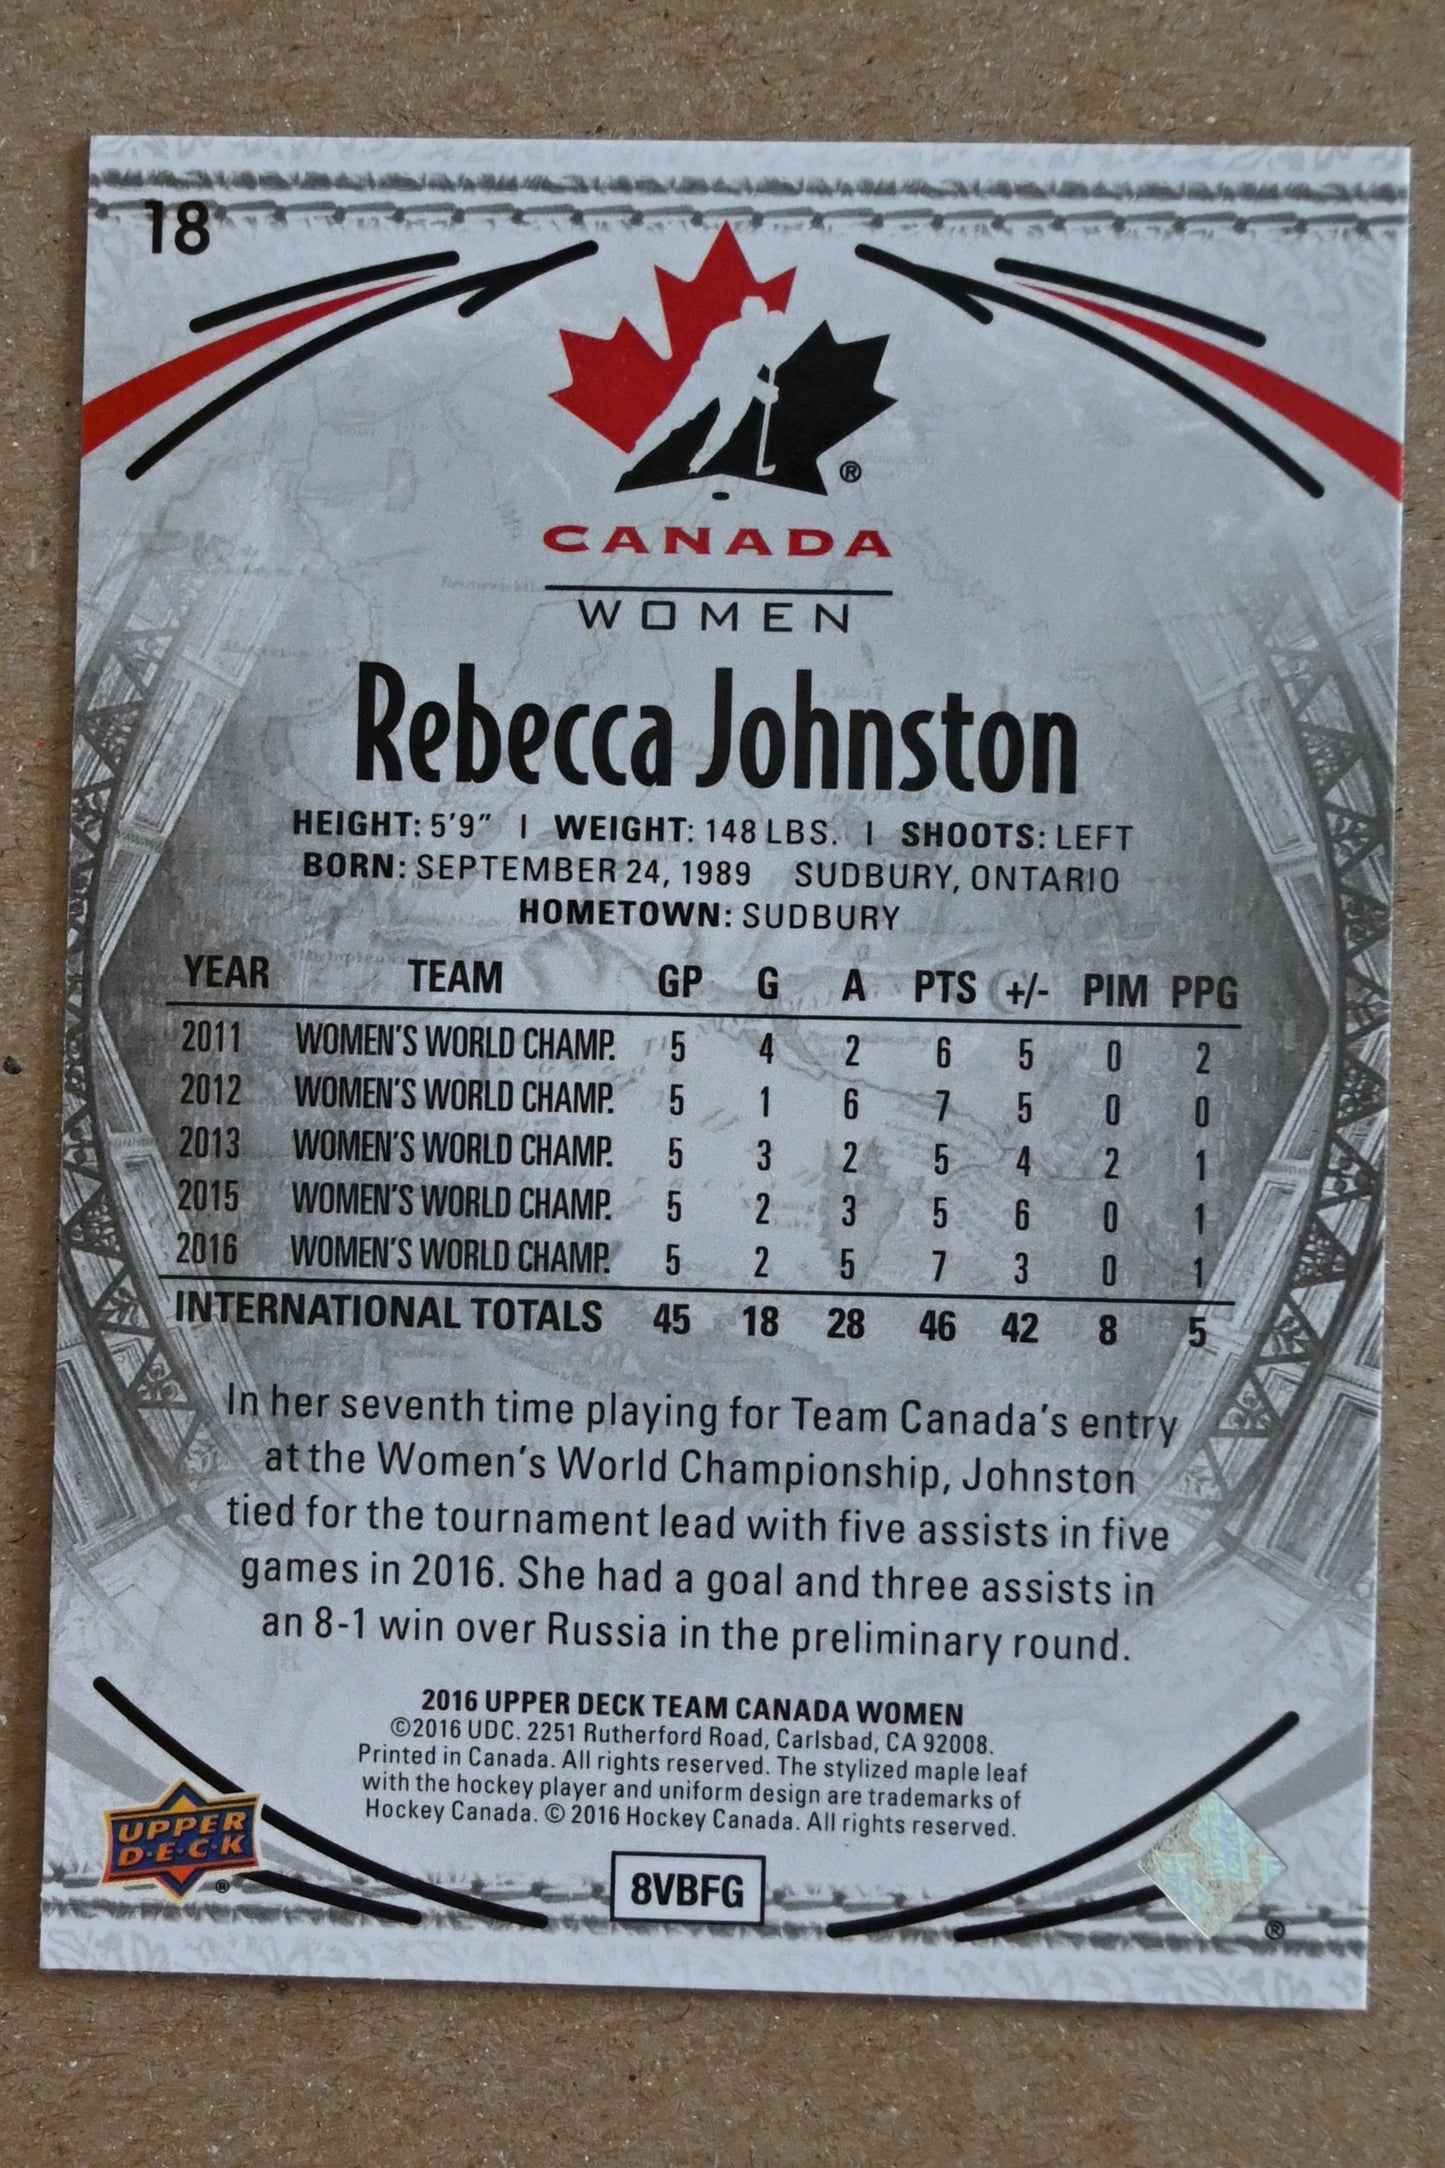 18
®
CANADA
WOMEN
Rebecca Johnston
HEIGHT: 5'9" | WEIGHT: 148 LBS. | SHOOTS: LEFT
BORN: SEPTEMBER 24, 1989 SUDBURY, ONTARIO
HOMETOWN: SUDBURY
YEAR TEAM GP G A PTS +/- PIM PPG
2011 WOMEN'S WORLD CHAMP. 5 4 2 6 5 0 2
2012 WOMEN'S WORLD CHAMP. 5 1 6 7 5 0 0
2013 WOMEN'S WORLD CHAMP. 5 3 2 5 4 2 1
2015 WOMEN'S WORLD CHAMP. 5 2 3 5 6 0 1
2016 WOMEN'S WORLD CHAMP. 5 2 5 7 3 0 1
INTERNATIONAL TOTALS 45 18 28 46 42 8 5
In her seventh time playing for Team Canada's entry
at the Women's World Championship, Johnston
tied for the tournament lead with five assists in five
games in 2016. She had a goal and three assists in
an 8-1 win over Russia in the preliminary round.
2016 UPPER DECK TEAM CANADA WOMEN
©2016 UDC. 2251 Rutherford Road, Carlsbad, CA 92008.
Printed in Canada. All rights reserved. The stylized maple leaf
with the hockey player and uniform design are trademarks of
Hockey Canada. © 2016 Hockey Canada. All rights reserved.
UPPER
D·E·C·K
®
8VBFG
®